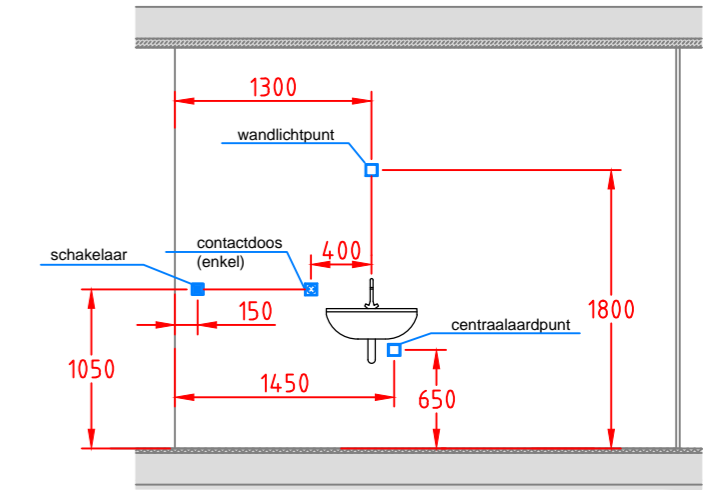 1300
wandlichtpunt
contactdoos
(enkel)
400
schakelaar
150
1800
centraalaardpunt
1050
1450
650